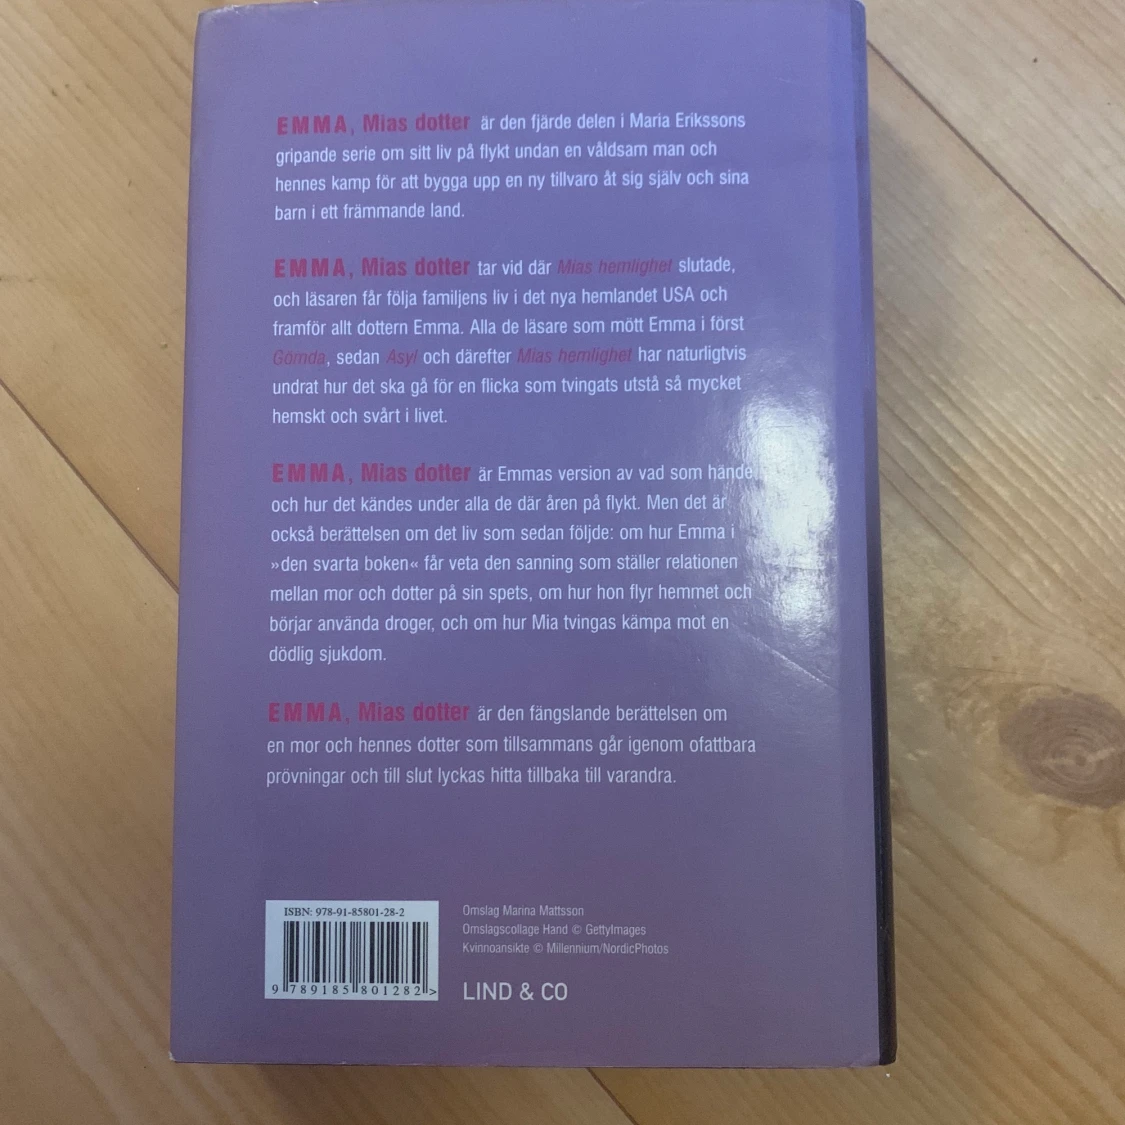 EMMA, Mias dotter är den fjärde delen i Maria Erikssons
gripande serie om sitt liv på flykt undan en våldsam man och
hennes kamp för att bygga upp en ny tillvaro åt sig själv och sina
barn i ett främmande land.
EMMA, Mias dotter tar vid där Mias hemlighet slutade,
och läsaren får följa familjens liv i det nya hemlandet USA och
framför allt dottern Emma. Alla de läsare som mött Emma i först
Gömda, sedan Asyl och därefter Mias hemlighet har naturligtvis
undrat hur det ska gå för en flicka som tvingats utstå så mycket
hemskt och svårt i livet.
EMMA, Mias dotter är Emmas version av vad som hände
och hur det kändes under alla de där åren på flykt. Men det är
också berättelsen om det liv som sedan följde: om hur Emma i
»den svarta boken« får veta den sanning som ställer relationen
mellan mor och dotter på sin spets, om hur hon flyr hemmet och
börjar använda droger, och om hur Mia tvingas kämpa mot en
dödlig sjukdom.
EMMA, Mias dotter är den fängslande berättelsen om
en mor och hennes dotter som tillsammans går igenom ofattbara
prövningar och till slut lyckas hitta tillbaka till varandra.
ISBN: 978-91-85801-28-2
9 789185 801282 >
Omslag Marina Mattsson
Omslagscollage Hand © GettyImages
Kvinnoansikte © Millennium/NordicPhotos
LIND & CO